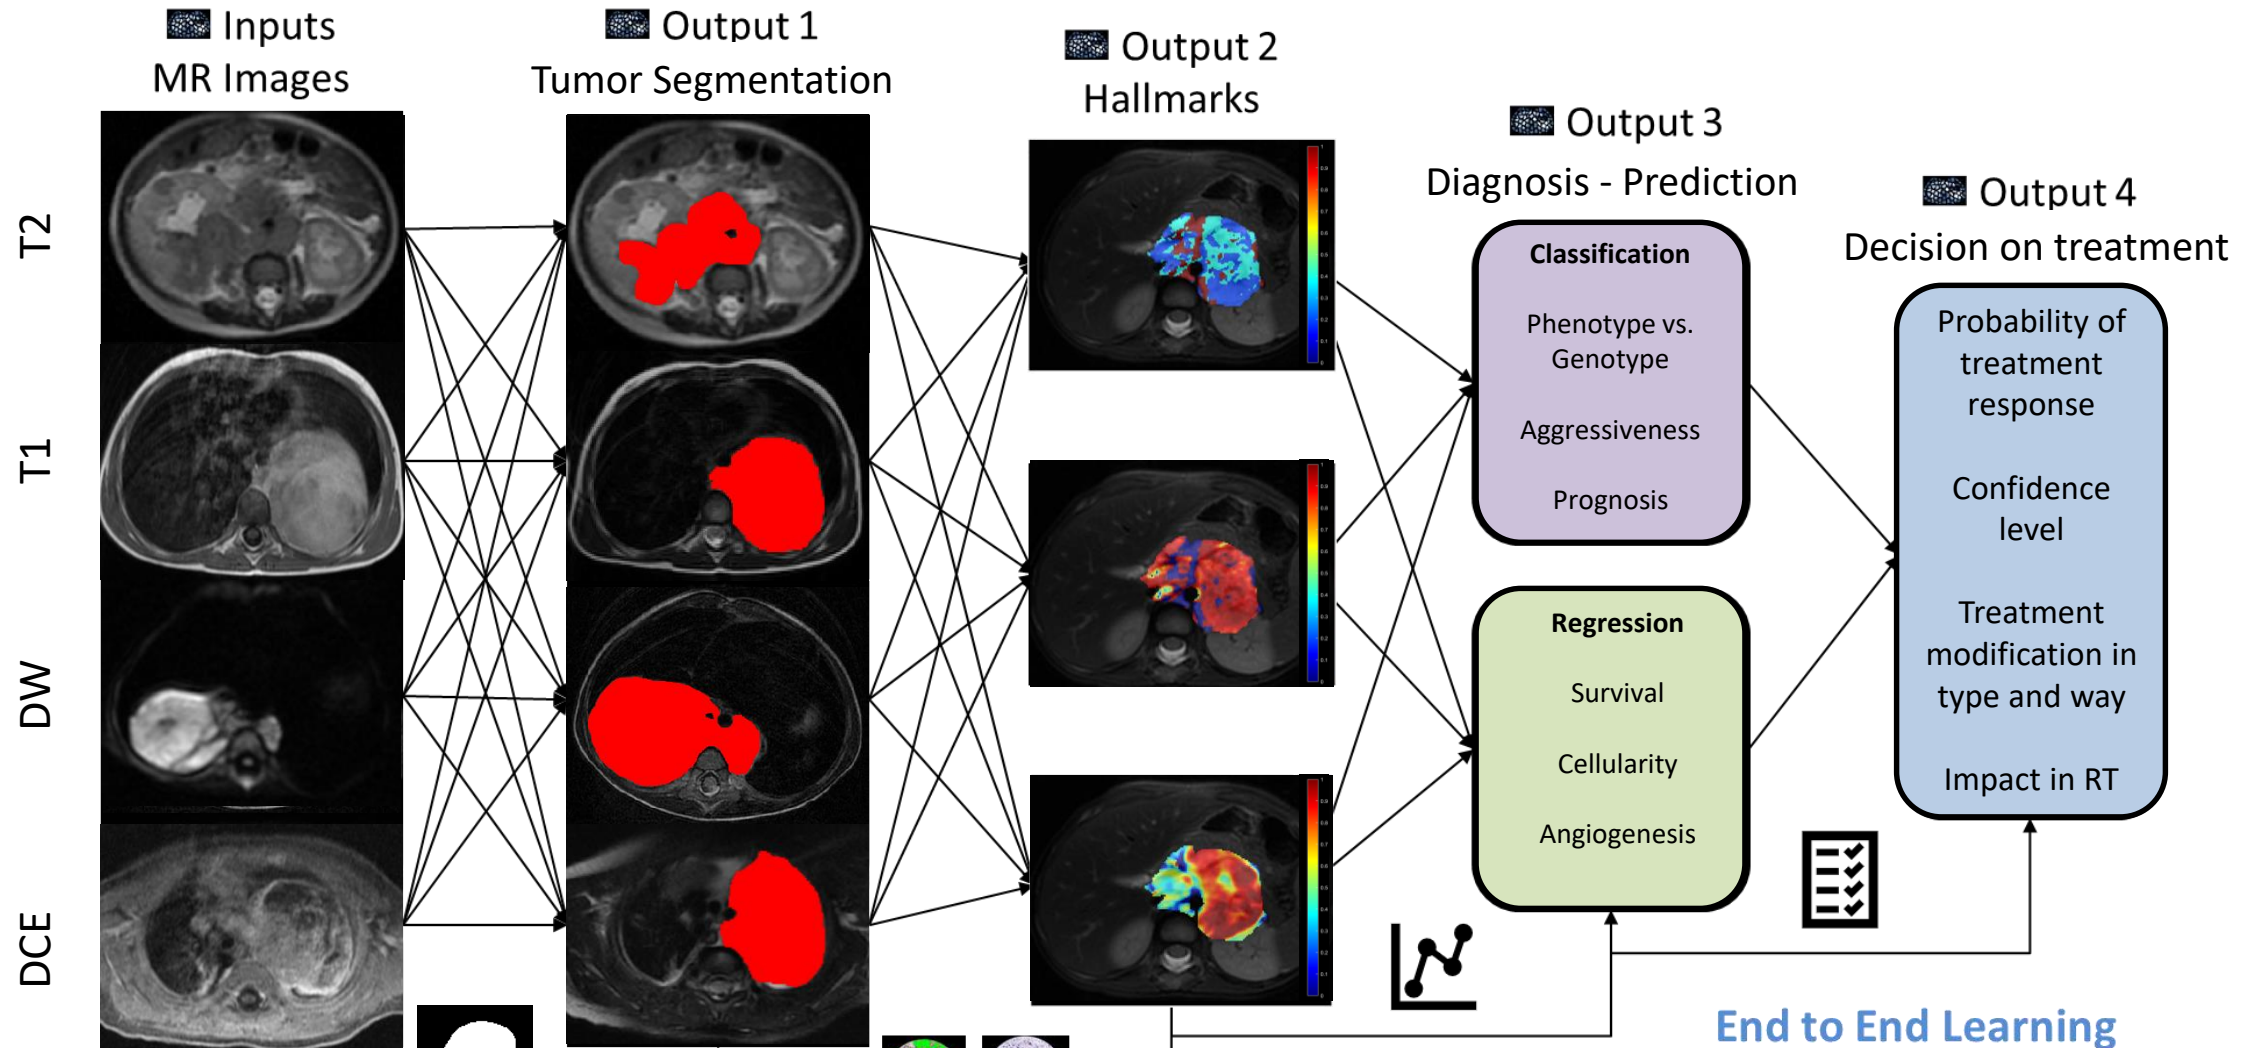 Inputs
MR Images
Output 1
Tumor Segmentation
Output 2
Hallmarks
Output 3
Diagnosis - Prediction
Output 4
Decision on treatment
T2
T1
DW
DCE
Classification
Phenotype vs.
Genotype
Aggressiveness
Prognosis
Regression
Survival
Cellularity
Angiogenesis
Probability of
treatment
response
Confidence
level
Treatment
modification in
type and way
Impact in RT
End to End Learning